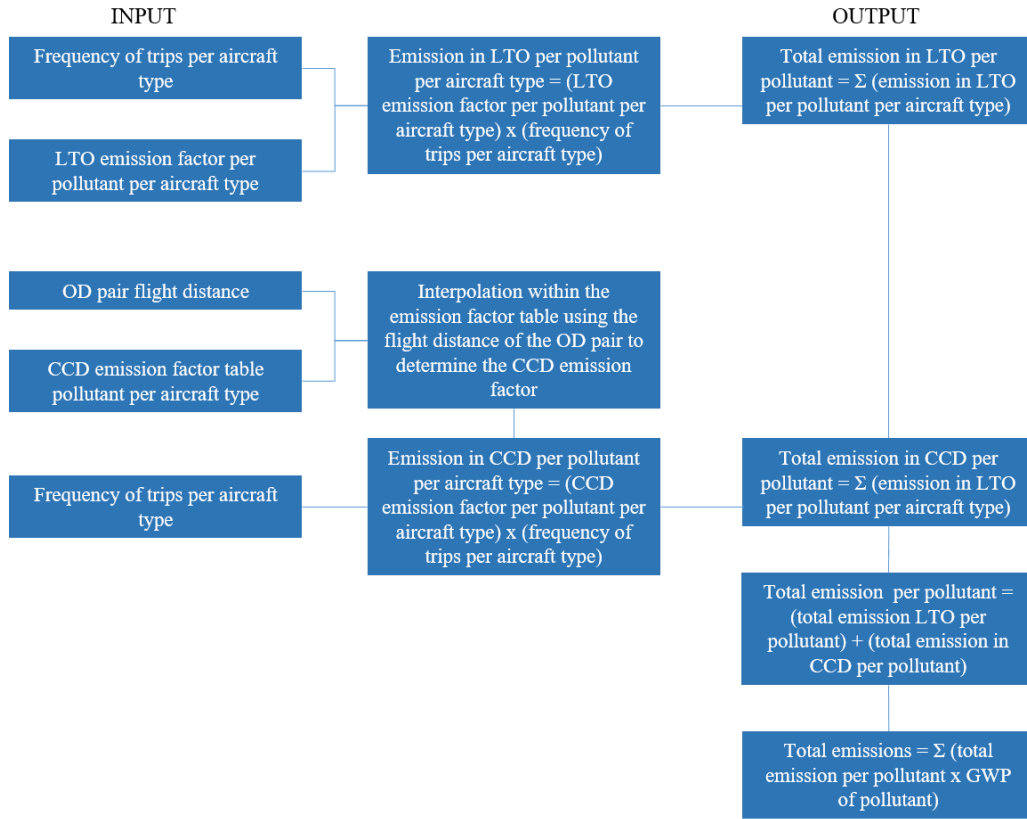 INPUT
OUTPUT
Frequency of trips per aircraft
type
LTO emission factor per
pollutant per aircraft type
Emission in LTO per pollutant
per aircraft type = (LTO
emission factor per pollutant per
aircraft type) x (frequency of
trips per aircraft type)
Total emission in LTO per
pollutant = Σ (emission in LTO
per pollutant per aircraft type)
OD pair flight distance
CCD emission factor table
pollutant per aircraft type
Interpolation within the
emission factor table using the
flight distance of the OD pair to
determine the CCD emission
factor
Frequency of trips per aircraft
type
Emission in CCD per pollutant
per aircraft type = (CCD
emission factor per pollutant per
aircraft type) x (frequency of
trips per aircraft type)
Total emission in CCD per
pollutant = Σ (emission in LTO
per pollutant per aircraft type)
Total emission  per pollutant =
(total emission LTO per
pollutant) + (total emission in
CCD per pollutant)
Total emissions = Σ (total
emission per pollutant x GWP
of pollutant)